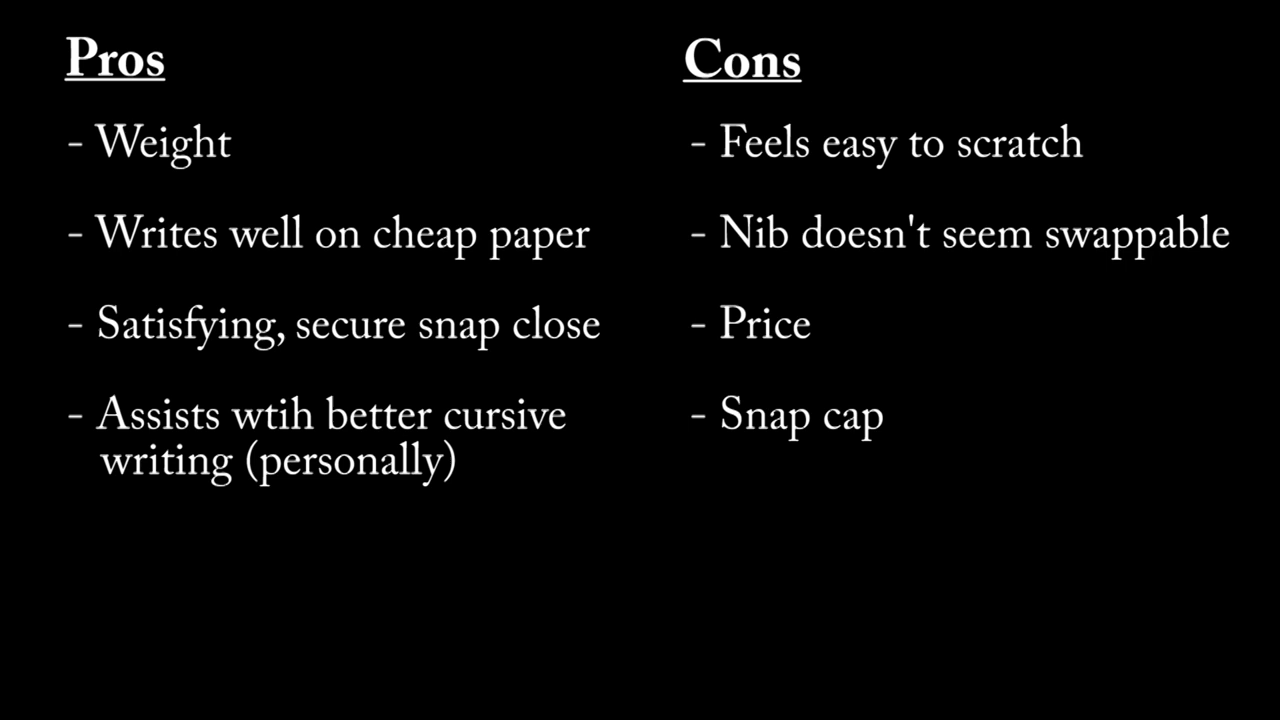 Pros
- Weight
- Writes well on cheap paper
- Satisfying, secure snap close
- Assists wtih better cursive
writing (personally)
Cons
- Feels easy to scratch
- Nib doesn't seem swappable
- Price
- Snap cap